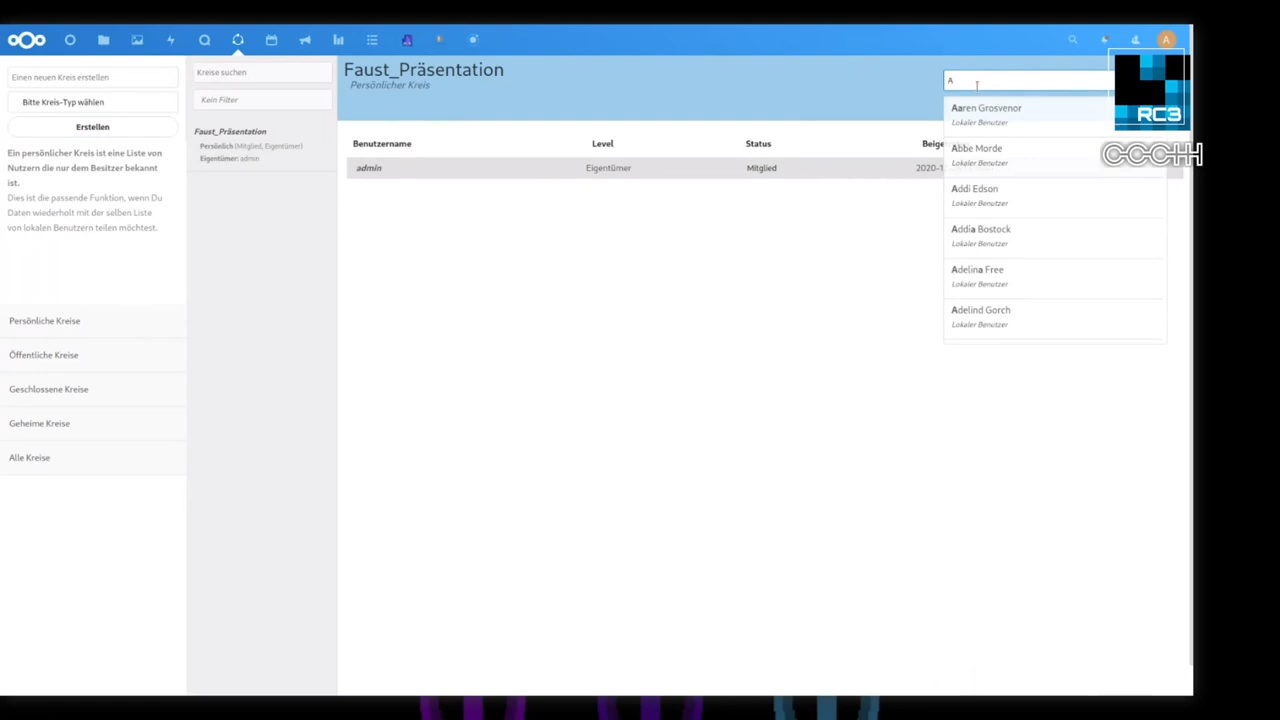 A
RC3
CCCHH
Einen neuen Kreis erstellen
Bitte Kreis-Typ wählen
Erstellen
Ein persönlicher Kreis ist eine Liste von
Nutzern die nur dem Besitzer bekannt
ist.
Dies ist die passende Funktion, wenn Du
Daten wiederholt mit der selben Liste
von lokalen Benutzern teilen möchtest.
Persönliche Kreise
Öffentliche Kreise
Geschlossene Kreise
Geheime Kreise
Alle Kreise
Kreise suchen
Kein Filter
Faust_Präsentation
Persönlich (Mitglied, Eigentümer)
Eigentümer: admin
Faust_Präsentation
Persönlicher Kreis
A
Benutzername Level Status
admin Eigentümer Mitglied
Aaren Grosvenor
Lokaler Benutzer
Abbe Morde
Lokaler Benutzer
Addi Edson
Lokaler Benutzer
Addia Bostock
Lokaler Benutzer
Adelina Free
Lokaler Benutzer
Adelind Gorch
Lokaler Benutzer